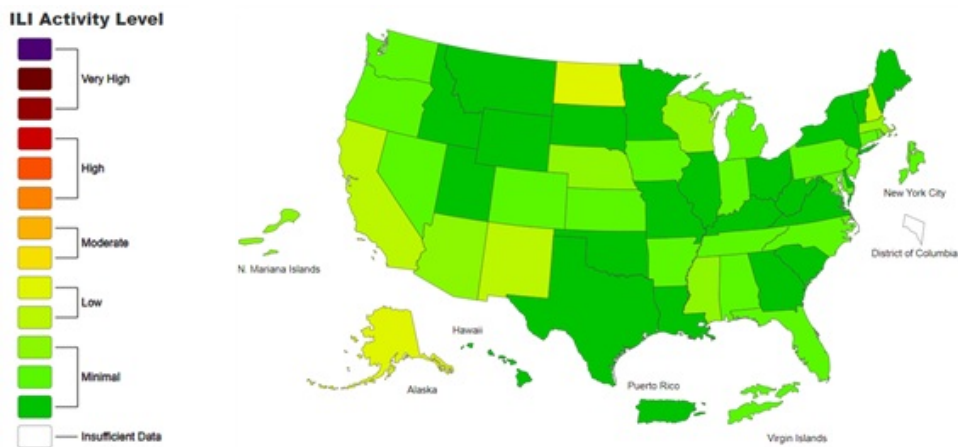 ILI Activity Level
Very High
High
Moderate
Low
Minimal
Insufficient Data
New York City
District of Columbia
N. Mariana Islands
Hawaii
Alaska
Puerto Rico
Virgin Islands